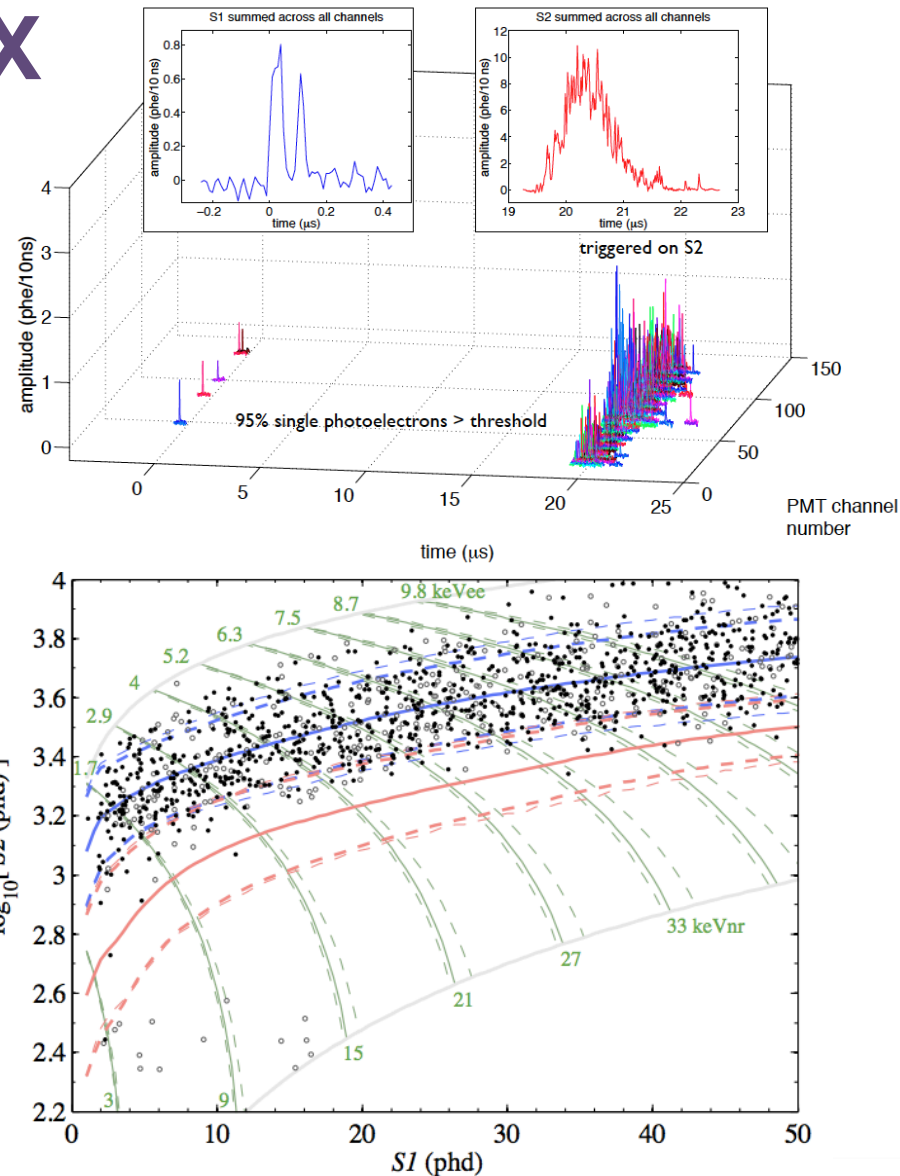 X
S1 summed across all channels
S2 summed across all channels
amplitude (phe/10 ns)
0.8
0.6
0.4
0.2
0
−0.2 0 0.2 0.4
time (μs)
amplitude (phe/10 ns)
12
10
8
6
4
2
0
19 20 21 22 23
time (μs)
triggered on S2
amplitude (phe/10ns)
4
3
2
1
0
95% single photoelectrons > threshold
0 5 10 15 20 25
time (μs)
0 50 100 150
PMT channel
number
4
3.8
3.6
3.4
3.2
3
2.8
2.6
2.4
2.2
1.7
2.9
4
5.2
6.3
7.5
8.7
9.8 keVee
3
9
15
21
27
33 keVnr
0 10 20 30 40 50
S1 (phd)